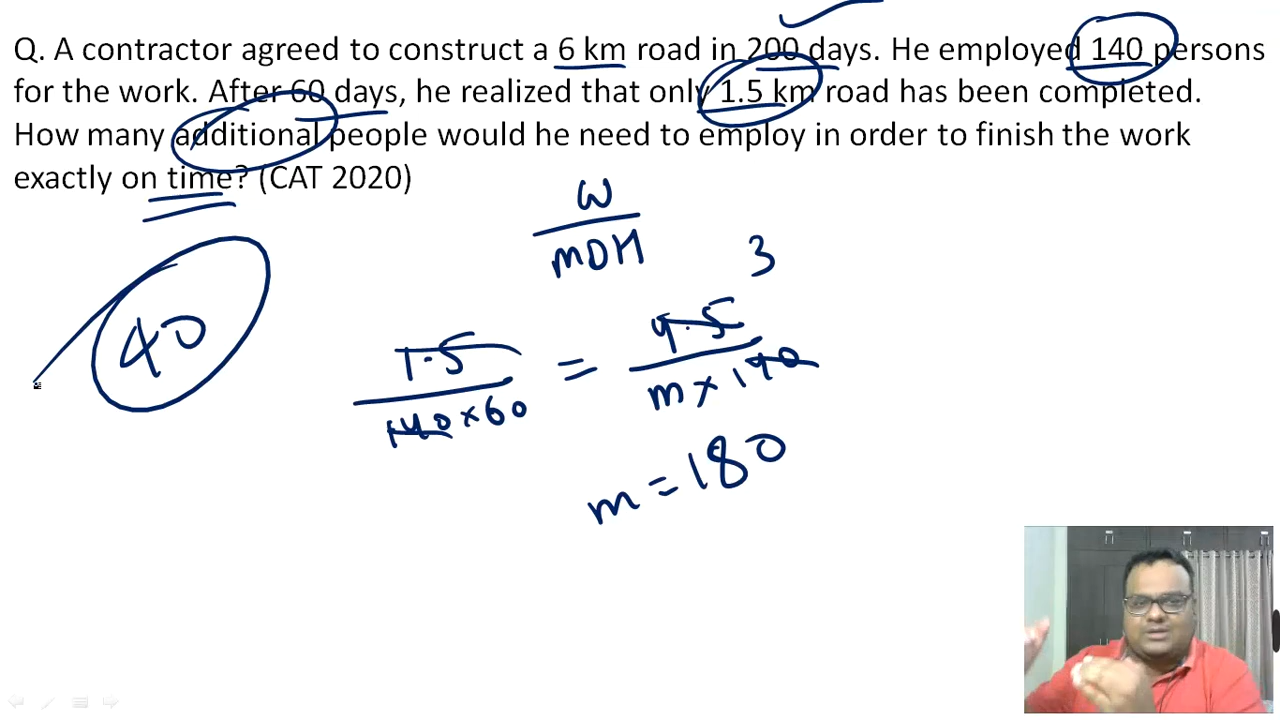 Q. A contractor agreed to construct a 6 km road in 200 days. He employed 140 persons
for the work. After 60 days, he realized that only 1.5 km road has been completed.
How many additional people would he need to employ in order to finish the work
exactly on time? (CAT 2020)
W
MDH
3
40
1.5 = 4.5
140×60 m×140
m=180